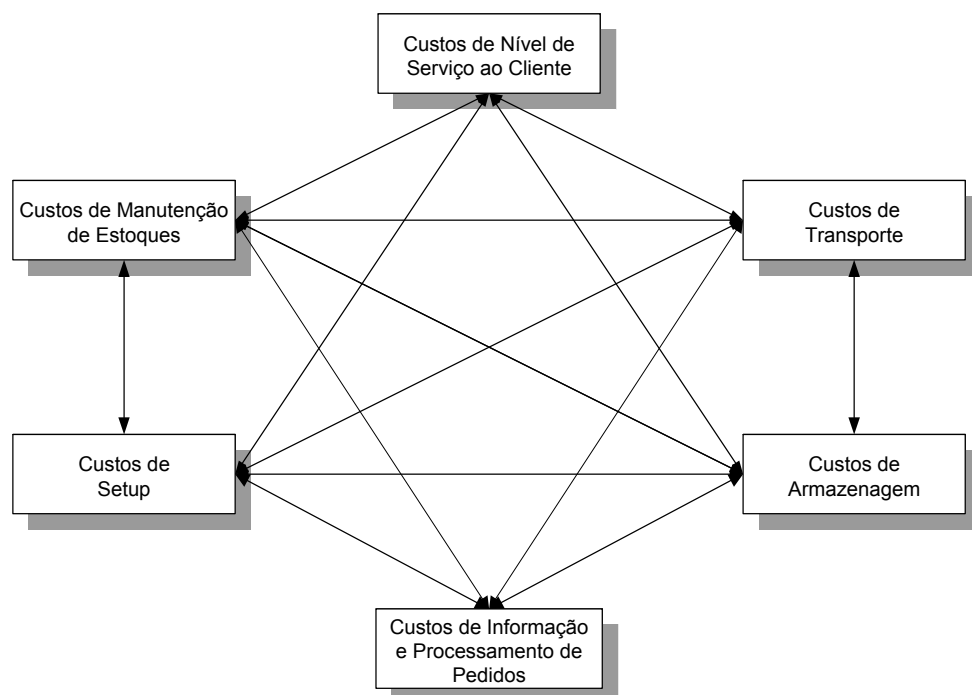 Custos de Nível de
Serviço ao Cliente
Custos de Manutenção
de Estoques
Custos de
Transporte
Custos de
Setup
Custos de
Armazenagem
Custos de Informação
e Processamento de
Pedidos